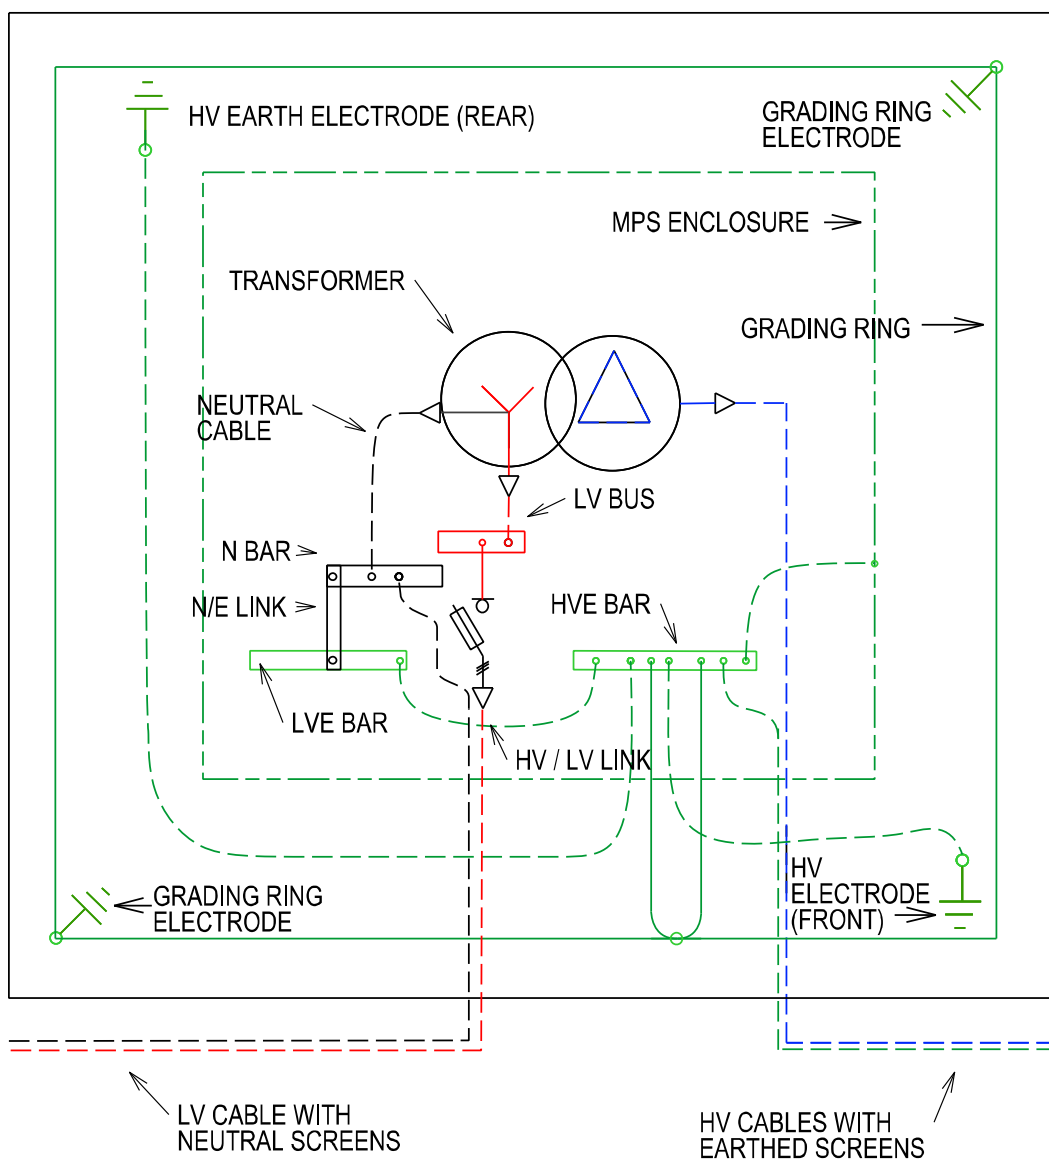 HV EARTH ELECTRODE (REAR)
GRADING RING
ELECTRODE
MPS ENCLOSURE
TRANSFORMER
GRADING RING
NEUTRAL
CABLE
LV BUS
N BAR
N/E LINK
HVE BAR
LVE BAR
HV / LV LINK
HV
ELECTRODE
(FRONT)
GRADING RING
ELECTRODE
LV CABLE WITH
NEUTRAL SCREENS
HV CABLES WITH
EARTHED SCREENS